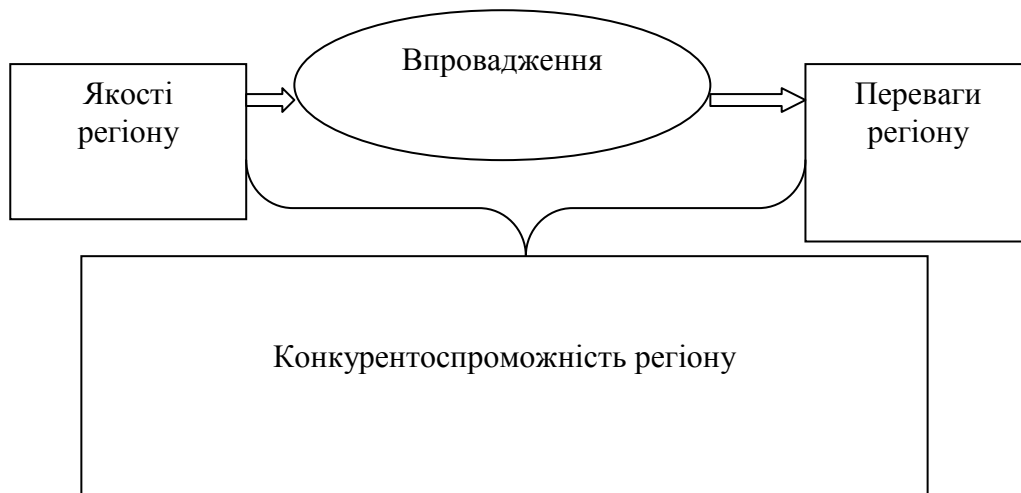 Якості
регіону
Впровадження
Переваги
регіону
Конкурентоспроможність регіону